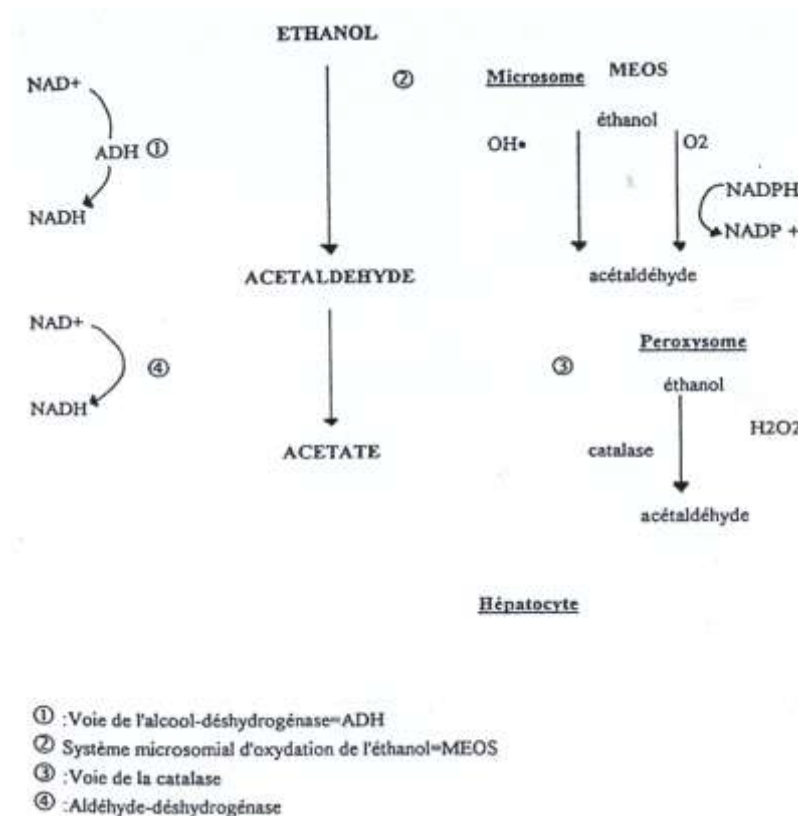 ETHANOL
NAD+
ADH ①
NADH
②
Microsome MEOS
éthanol
OH•
O2
NADPH
NADP +
acétaldéhyde
ACETALDEHYDE
NAD+
④
NADH
ACETATE
③
Peroxysome
éthanol
H2O2
catalase
acétaldéhyde
Hépatocyte
① :Voie de l'alcool-déshydrogénase=ADH
② Système microsomial d'oxydation de l'éthanol=MEOS
③ :Voie de la catalase
④ :Aldéhyde-déshydrogénase